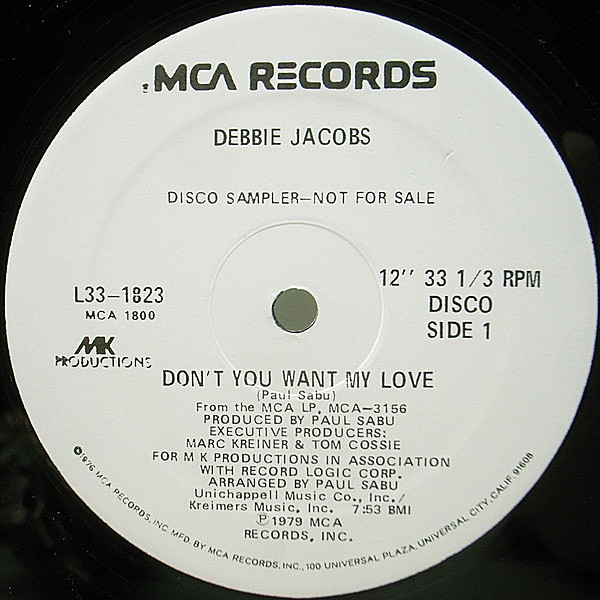 MCA RECORDS
DEBBIE JACOBS
DISCO SAMPLER—NOT FOR SALE
12'' 33 1/3 RPM
L33-1823
DISCO
MCA 1800
SIDE 1
MK
PRODUCTIONS
DON'T YOU WANT MY LOVE
(Paul Sabu)
From the MCA LP, MCA-3156
PRODUCED BY PAUL SABU
EXECUTIVE PRODUCERS:
MARC KREINER & TOM COSSIE
FOR M K PRODUCTIONS IN ASSOCIATION
WITH RECORD LOGIC CORP.
ARRANGED BY PAUL SABU
Unichappell Music Co., Inc./
Kreimers Music, Inc. 7:53 BMI
℗1979 MCA
RECORDS, INC.
©1976 MCA RECORDS, INC. MFD. BY MCA RECORDS, INC., 100 UNIVERSAL PLAZA, UNIVERSAL CITY, CALIF. 91608